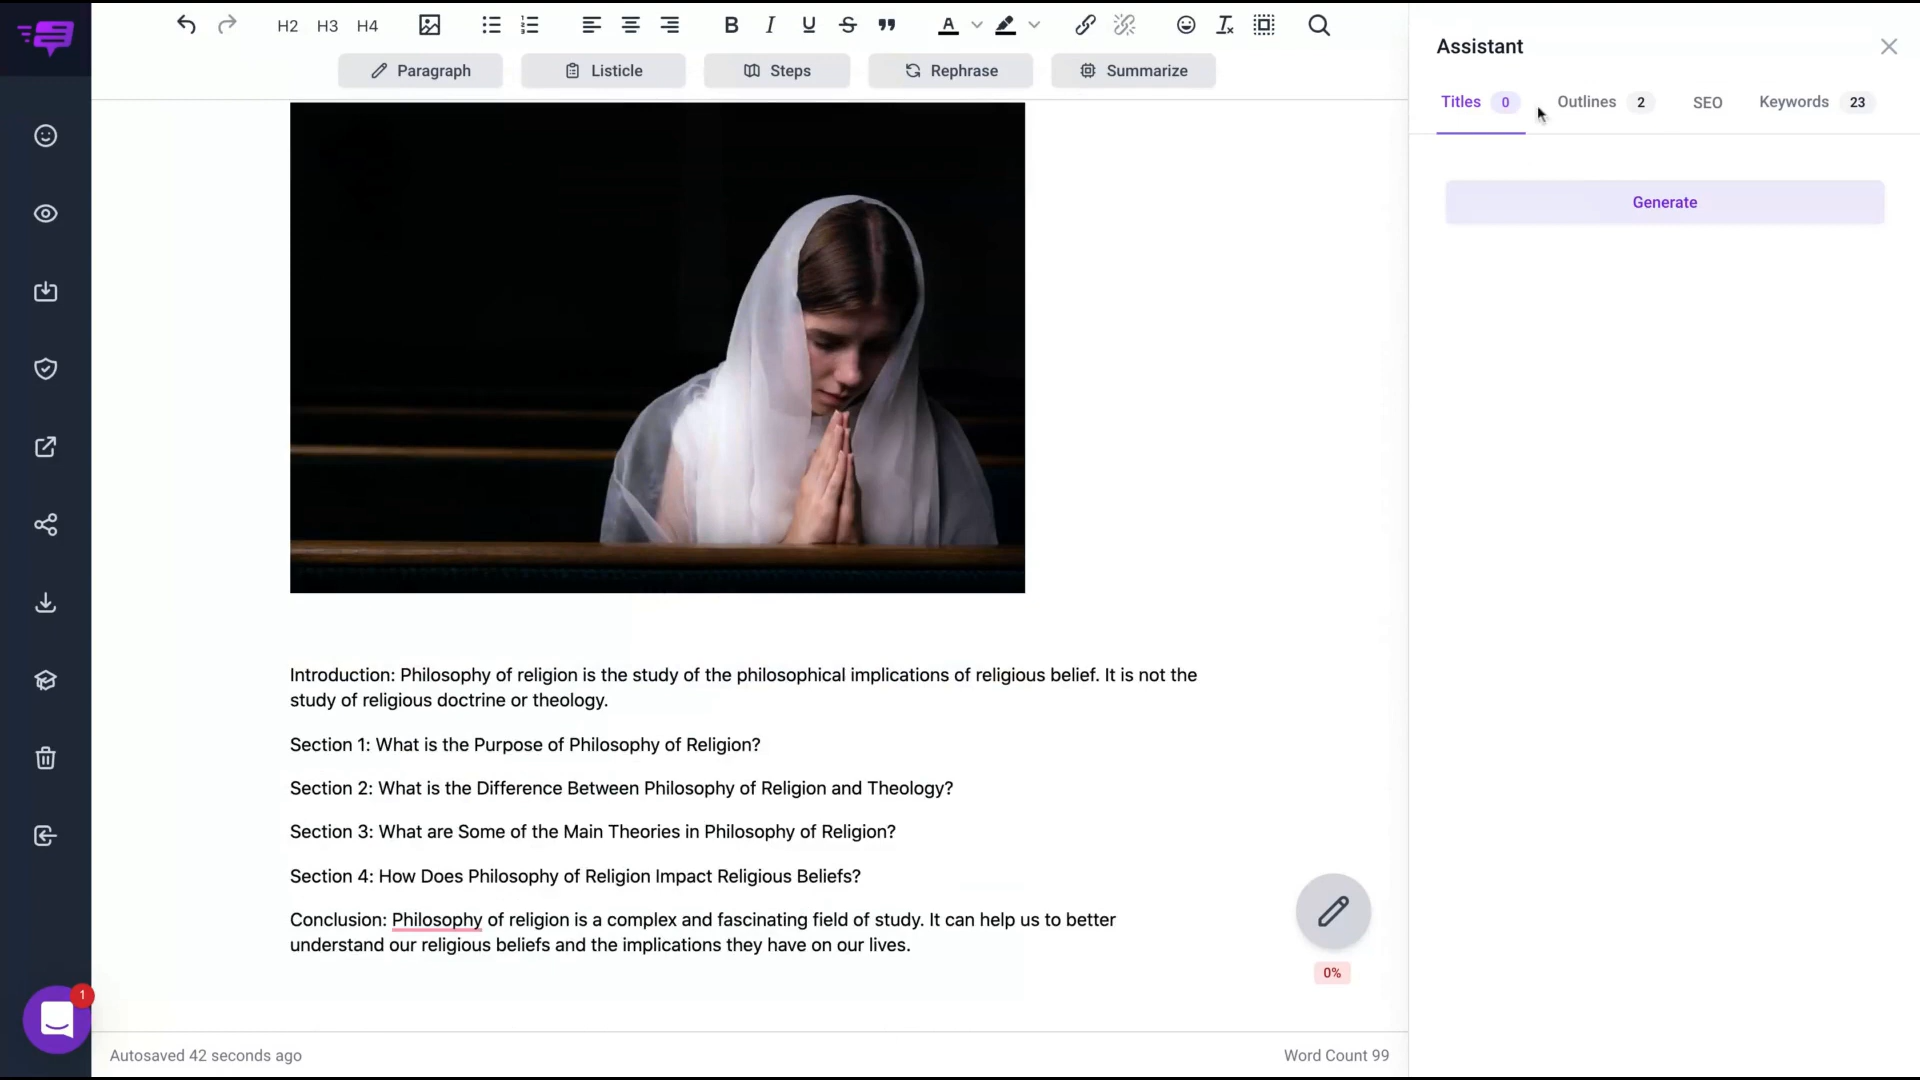 H2 H3 H4 B I U S A
Paragraph Listicle Steps Rephrase Summarize
Assistant
Titles 0 Outlines 2 SEO Keywords 23
Generate
Introduction: Philosophy of religion is the study of the philosophical implications of religious belief. It is not the
study of religious doctrine or theology.
Section 1: What is the Purpose of Philosophy of Religion?
Section 2: What is the Difference Between Philosophy of Religion and Theology?
Section 3: What are Some of the Main Theories in Philosophy of Religion?
Section 4: How Does Philosophy of Religion Impact Religious Beliefs?
Conclusion: Philosophy of religion is a complex and fascinating field of study. It can help us to better
understand our religious beliefs and the implications they have on our lives.
0%
1
Autosaved 42 seconds ago
Word Count 99